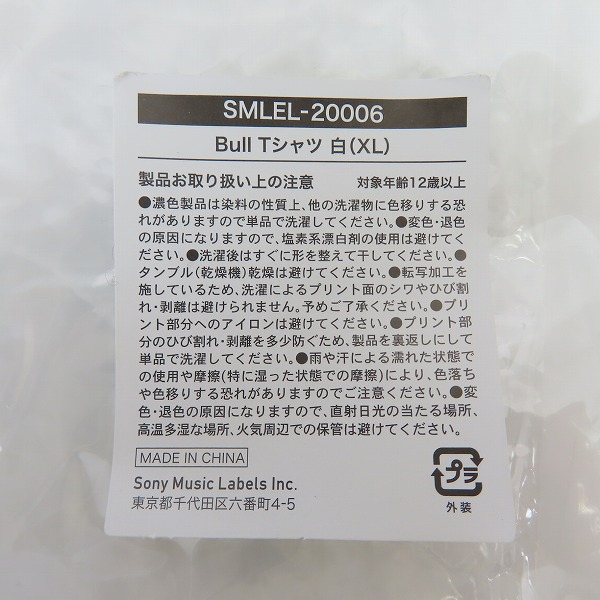 SMLEL-20006
Bull Tシャツ 白(XL)
製品お取り扱い上の注意 対象年齢12歳以上
●濃色製品は染料の性質上、他の洗濯物に色移りする恐
れがありますので単品で洗濯してください。●変色・退色
の原因になりますので、塩素系漂白剤の使用は避けてく
ださい。●洗濯後はすぐに形を整えて干してください。●
タンブル(乾燥機)乾燥は避けてください。●転写加工を
施しているため、洗濯によるプリント面のシワやひび割
れ・剥離は避けられません。予めご了承ください。●プリ
ント部分へのアイロンは避けてください。●プリント部
分のひび割れ・剥離を多少防ぐため、製品を裏返しにして
単品で洗濯してください。●雨や汗による濡れた状態で
の使用や摩擦(特に湿った状態での摩擦)により、色落ち
や色移りする恐れがありますのでご注意ください。●変
色・退色の原因になりますので、直射日光の当たる場所、
高温多湿な場所、火気周辺での保管は避けてください。
MADE IN CHINA
Sony Music Labels Inc.
東京都千代田区六番町4-5
プラ
外装